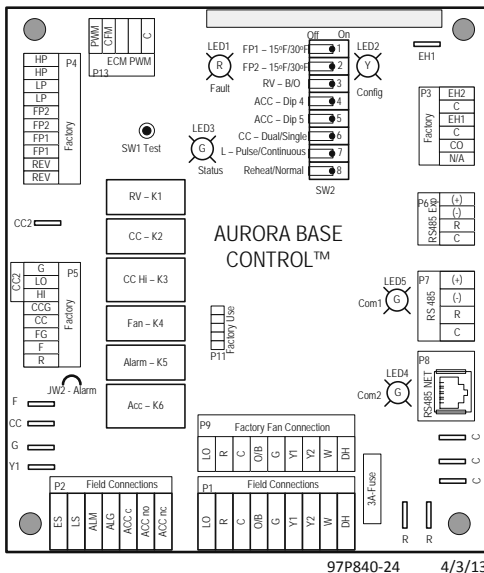 PWM
CFM
C
P13
ECM PWM
HP
HP
LP
LP
FP2
FP2
FP1
FP1
REV
REV
P4
Factory
SW1 Test
LED1
R
Fault
LED3
G
Status
Off
On
FP1 – 15ºF/30ºF
1
FP2 – 15ºF/30ºF
2
RV – B/O
3
ACC – Dip 4
4
ACC – Dip 5
5
CC – Dual/Single
6
L – Pulse/Continuous
7
Reheat/Normal
8
SW2
LED2
Y
Config
EH1
P3
Factory
EH2
C
EH1
C
CO
N/A
P6
RS485 EXP
(+)
(-)
R
C
CC2
RV – K1
CC – K2
CC Hi – K3
Fan – K4
Alarm – K5
Acc – K6
AURORA BASE
CONTROL™
CC2
G
LO
HI
CCG
CC
FG
F
R
P5
Factory
JW2 - Alarm
P11
Factory Use
LED5
G
Com1
P7
RS 485
(+)
(-)
R
C
LED4
G
Com2
P8
RS485 NET
F
CC
G
Y1
P9
Factory Fan Connection
LO
R
C
O/B
G
Y1
Y2
W
DH
P2
Field Connections
ES
LS
ALM
ALG
ACC c
ACC no
ACC nc
P1
Field Connections
LO
R
C
O/B
G
Y1
Y2
W
DH
3A-Fuse
C
C
C
R
R
97P840-24
4/3/13